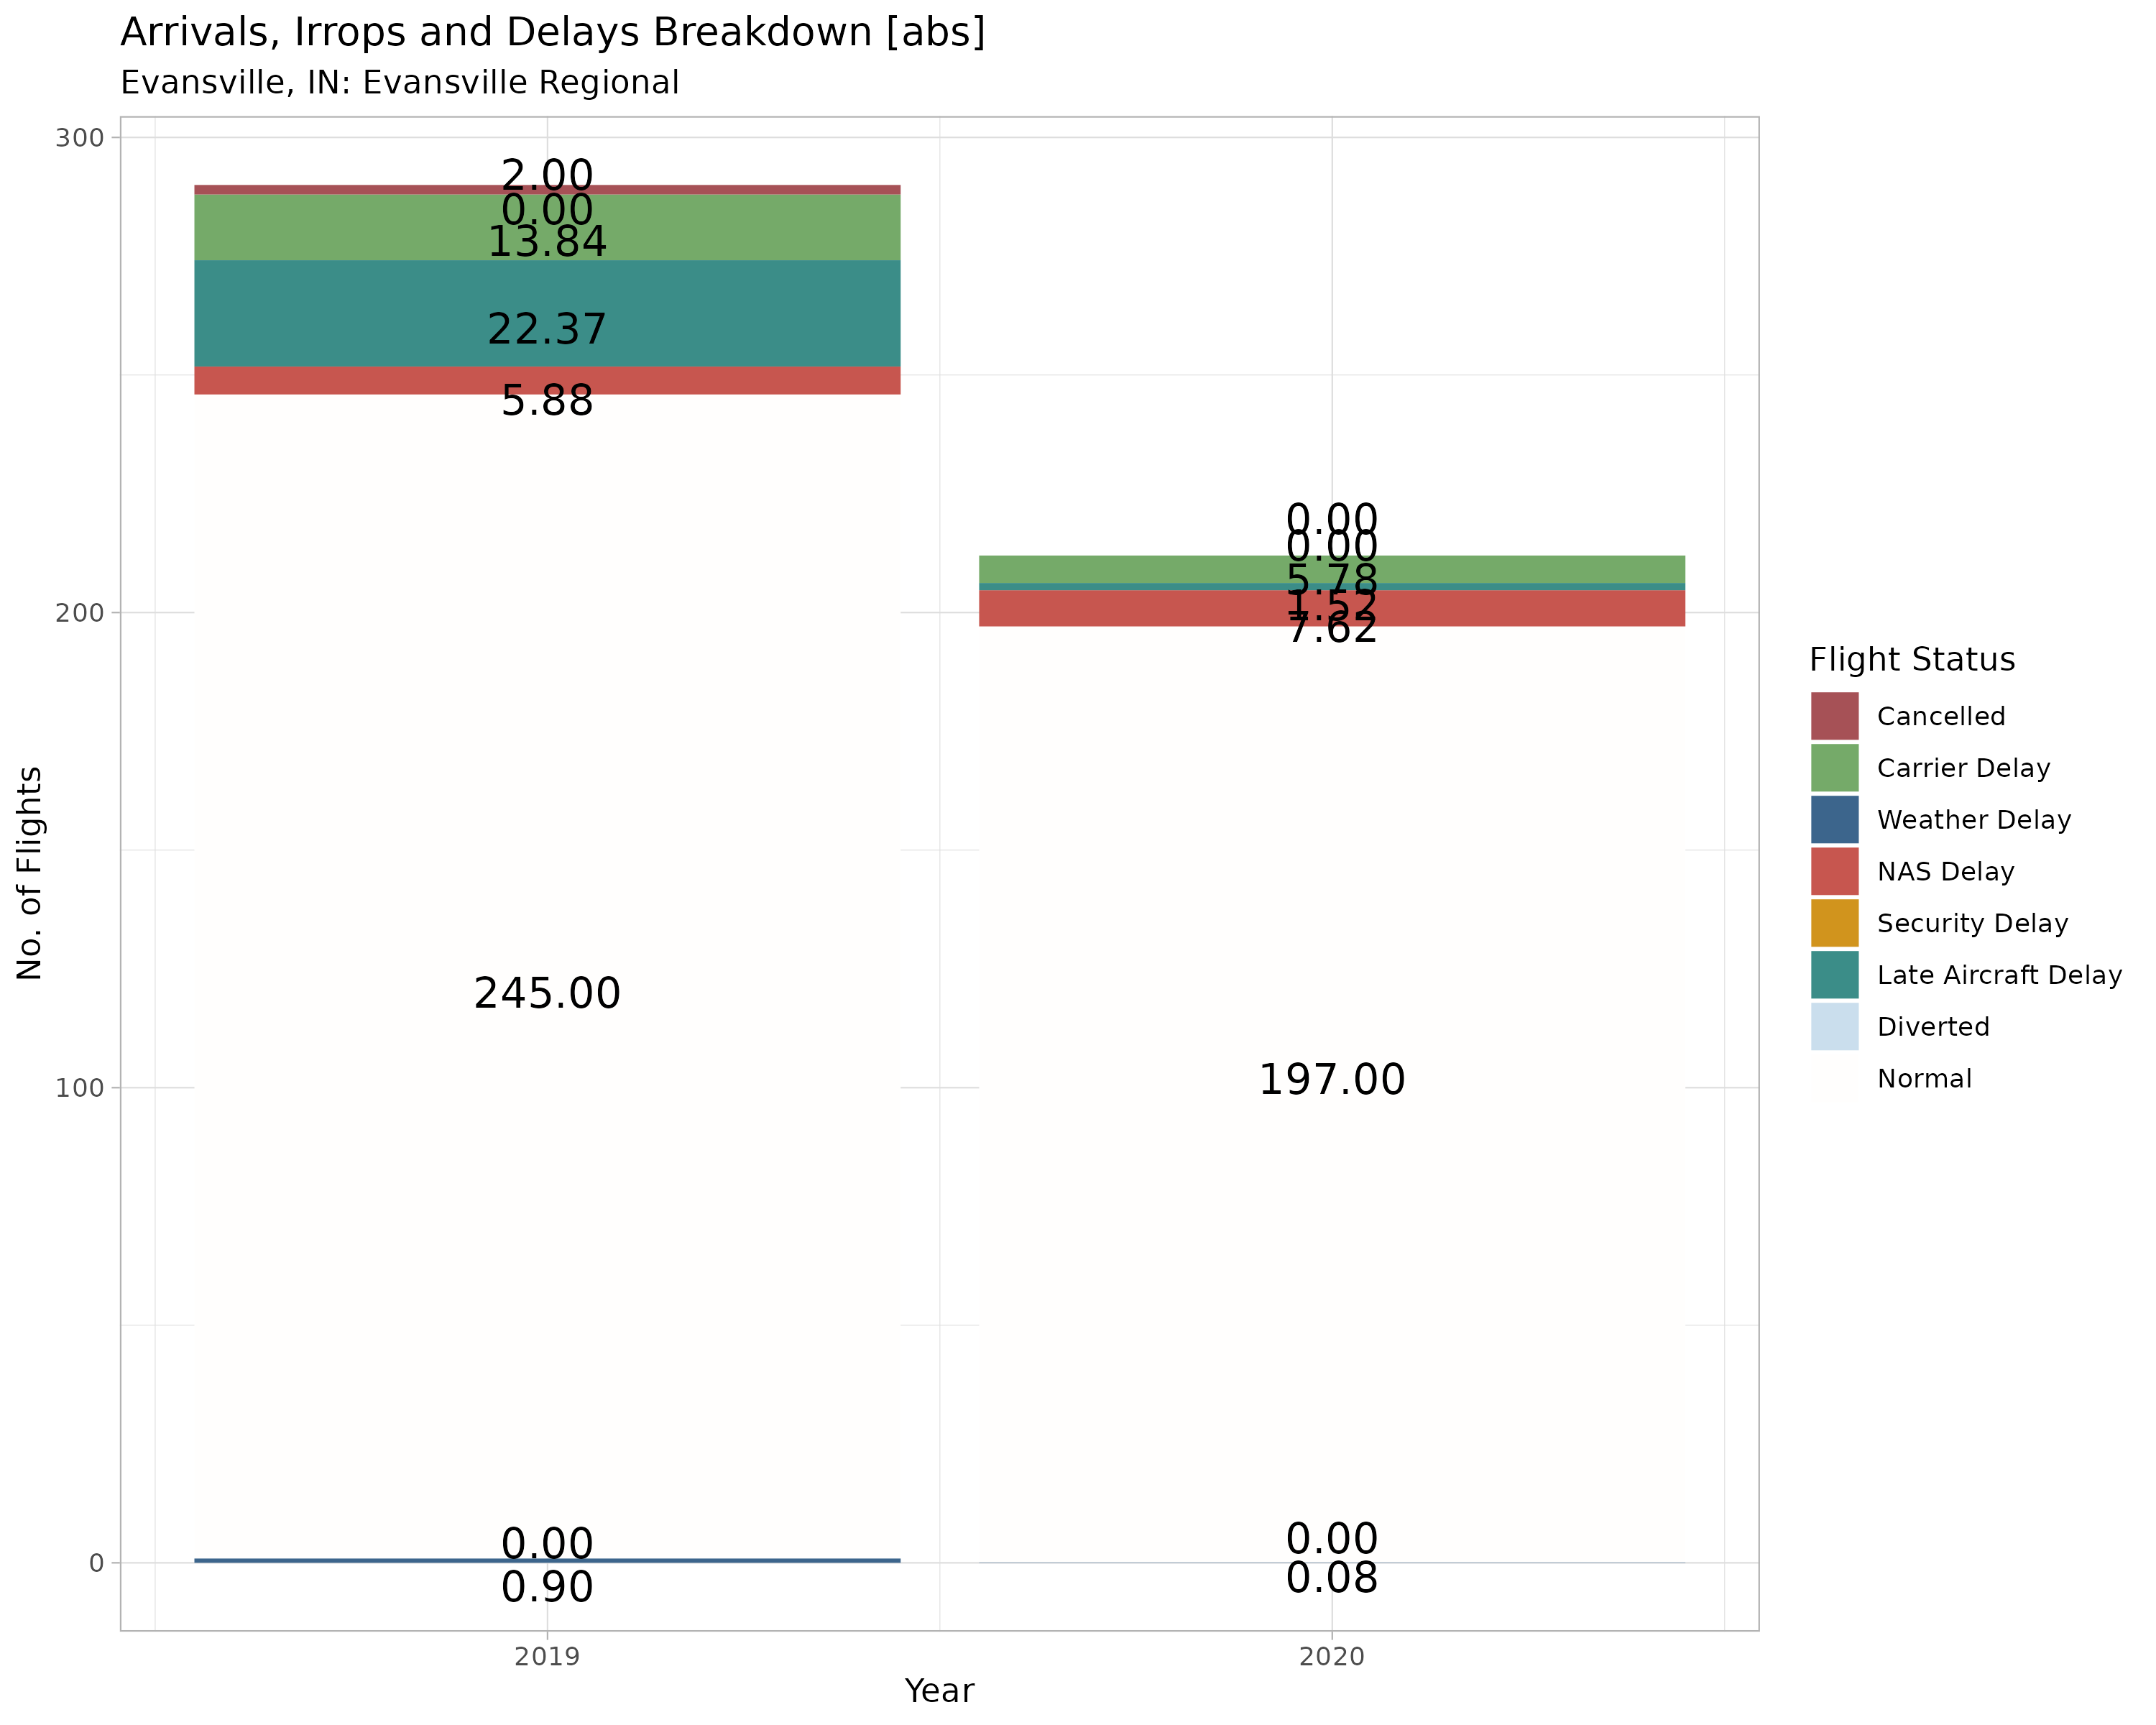 Arrivals, Irrops and Delays Breakdown [abs]
Evansville, IN: Evansville Regional
300
200
100
0
No. of Flights
2.00
0.00
13.84
22.37
5.88
245.00
0.00
0.90
0.00
0.00
5.78
1.52
7.62
197.00
0.00
0.08
2019
2020
Year
Flight Status
Cancelled
Carrier Delay
Weather Delay
NAS Delay
Security Delay
Late Aircraft Delay
Diverted
Normal